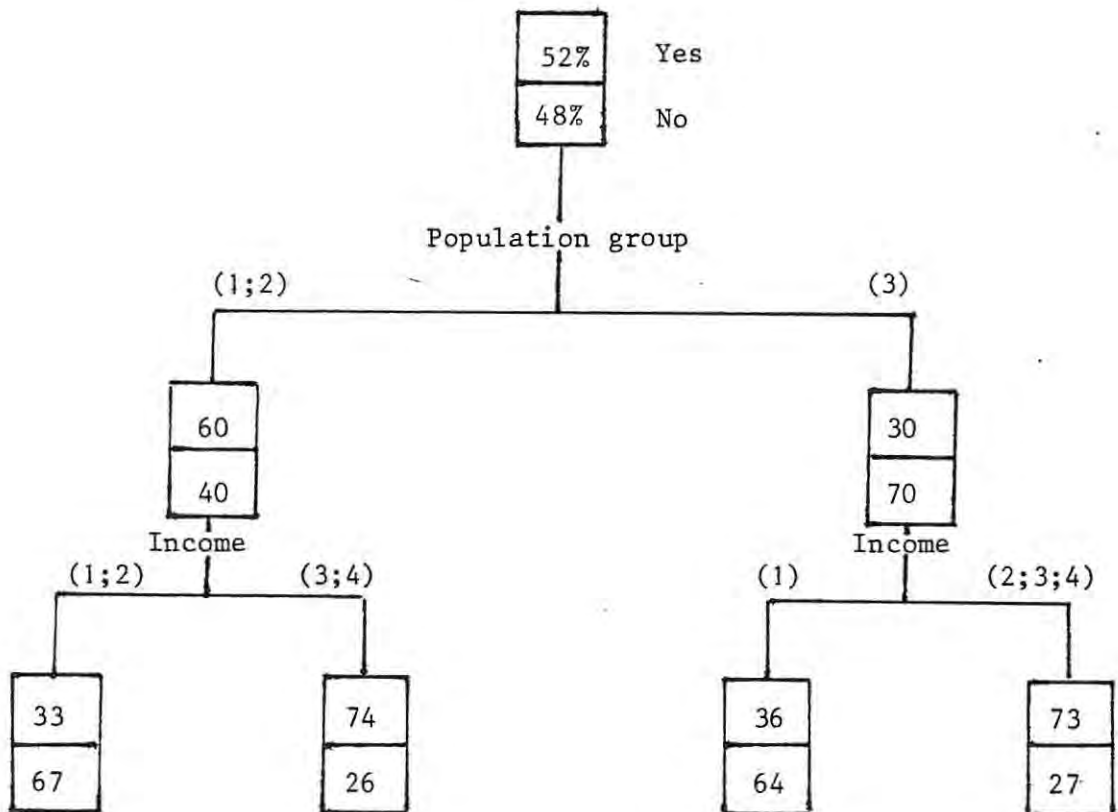 52% Yes
48% No
Population group
(1;2) (3)
60 30
40 70
Income Income
(1;2) (3;4) (1) (2;3;4)
33 74 36 73
67 26 64 27